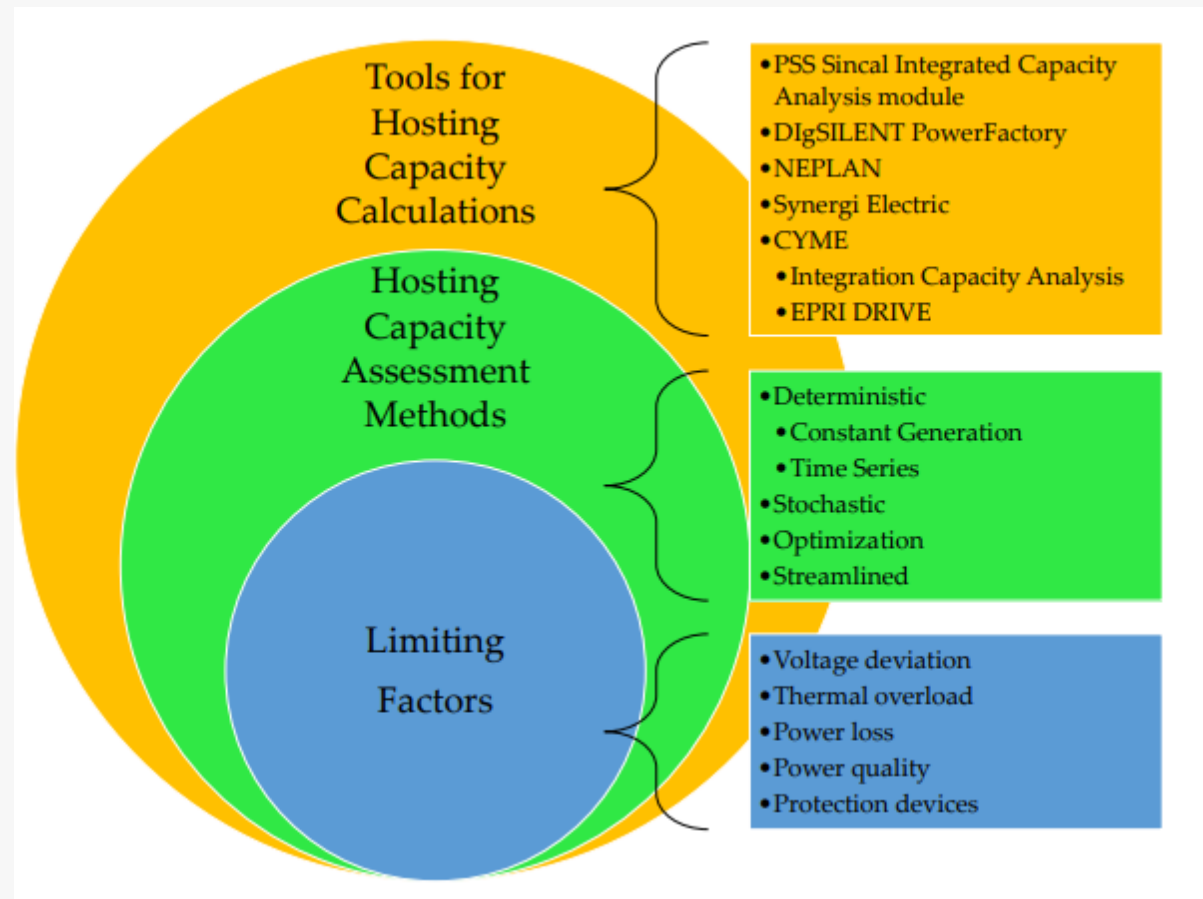 Tools for
Hosting
Capacity
Calculations
•PSS Sincal Integrated Capacity
Analysis module
•DIgSILENT PowerFactory
•NEPLAN
•Synergi Electric
•CYME
•Integration Capacity Analysis
•EPRI DRIVE
Hosting
Capacity
Assessment
Methods
•Deterministic
•Constant Generation
•Time Series
•Stochastic
•Optimization
•Streamlined
Limiting
Factors
•Voltage deviation
•Thermal overload
•Power loss
•Power quality
•Protection devices